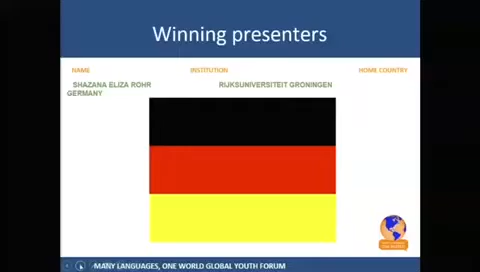 Winning presenters
NAME INSTITUTION HOME COUNTRY
SHAZANA ELIZA ROHR RIJKSUNIVERSITEIT GRONINGEN
GERMANY
MANY LANGUAGES, ONE WORLD GLOBAL YOUTH FORUM